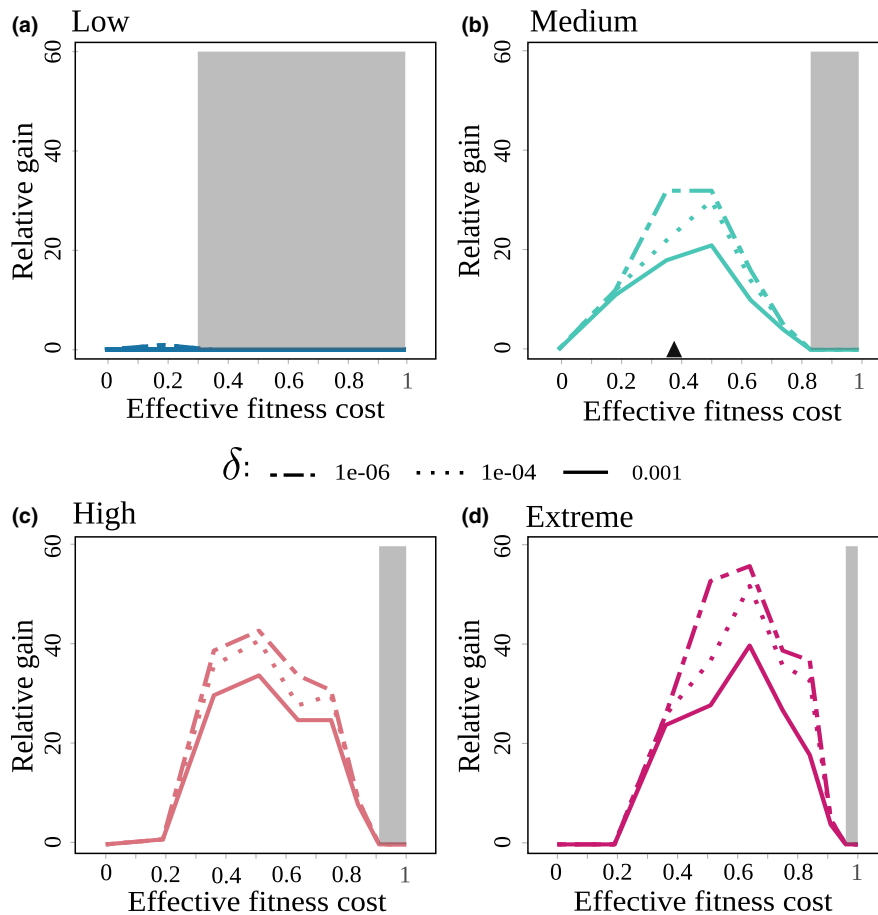 (a) Low
60
40
20
0
Relative gain
0 0.2 0.4 0.6 0.8 1
Effective fitness cost
(b) Medium
60
40
20
0
Relative gain
0 0.2 0.4 0.6 0.8 1
Effective fitness cost
δ: 1e-06 1e-04 0.001
(c) High
60
40
20
0
Relative gain
0 0.2 0.4 0.6 0.8 1
Effective fitness cost
(d) Extreme
60
40
20
0
Relative gain
0 0.2 0.4 0.6 0.8 1
Effective fitness cost